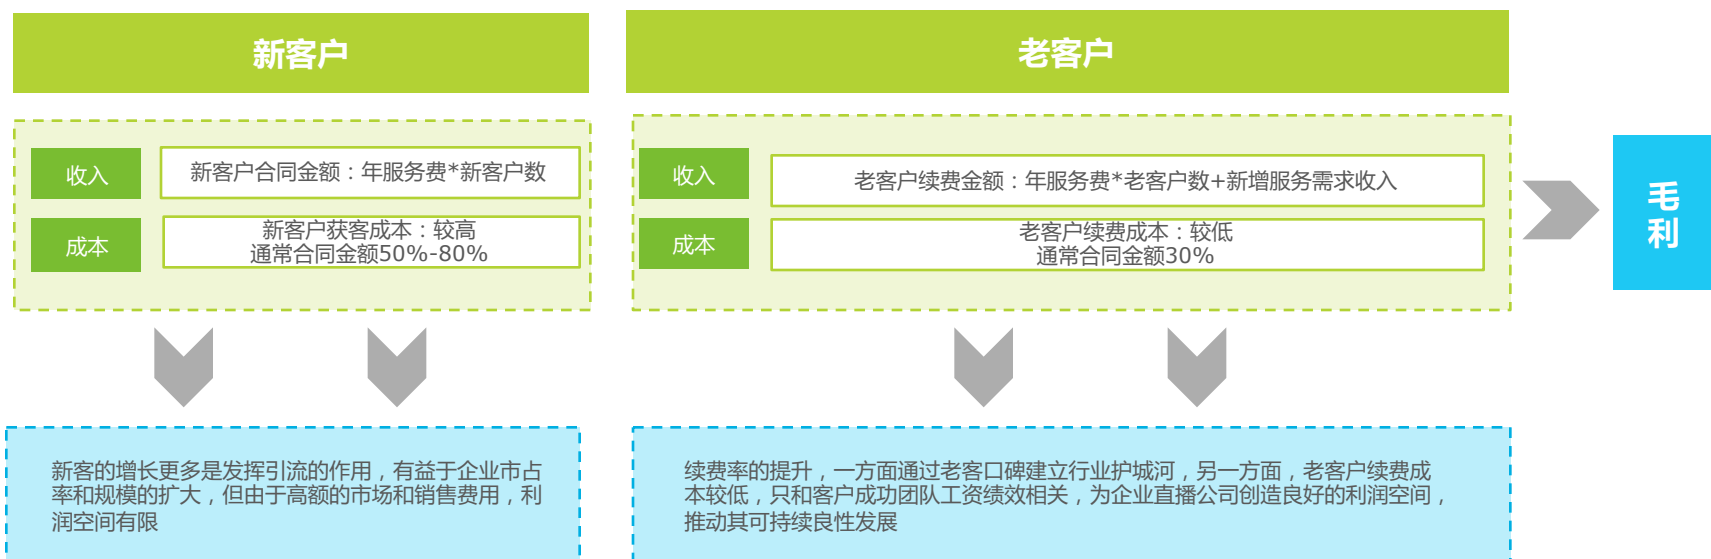 新客户
收入
新客户合同金额：年服务费*新客户数
成本
新客户获客成本：较高
通常合同金额50%-80%
新客的增长更多是发挥引流的作用，有益于企业市占
率和规模的扩大，但由于高额的市场和销售费用，利
润空间有限
老客户
收入
老客户续费金额：年服务费*老客户数+新增服务需求收入
成本
老客户续费成本：较低
通常合同金额30%
续费率的提升，一方面通过老客口碑建立行业护城河，另一方面，老客户续费成
本较低，只和客户成功团队工资绩效相关，为企业直播公司创造良好的利润空间，
推动其可持续良性发展
毛
利